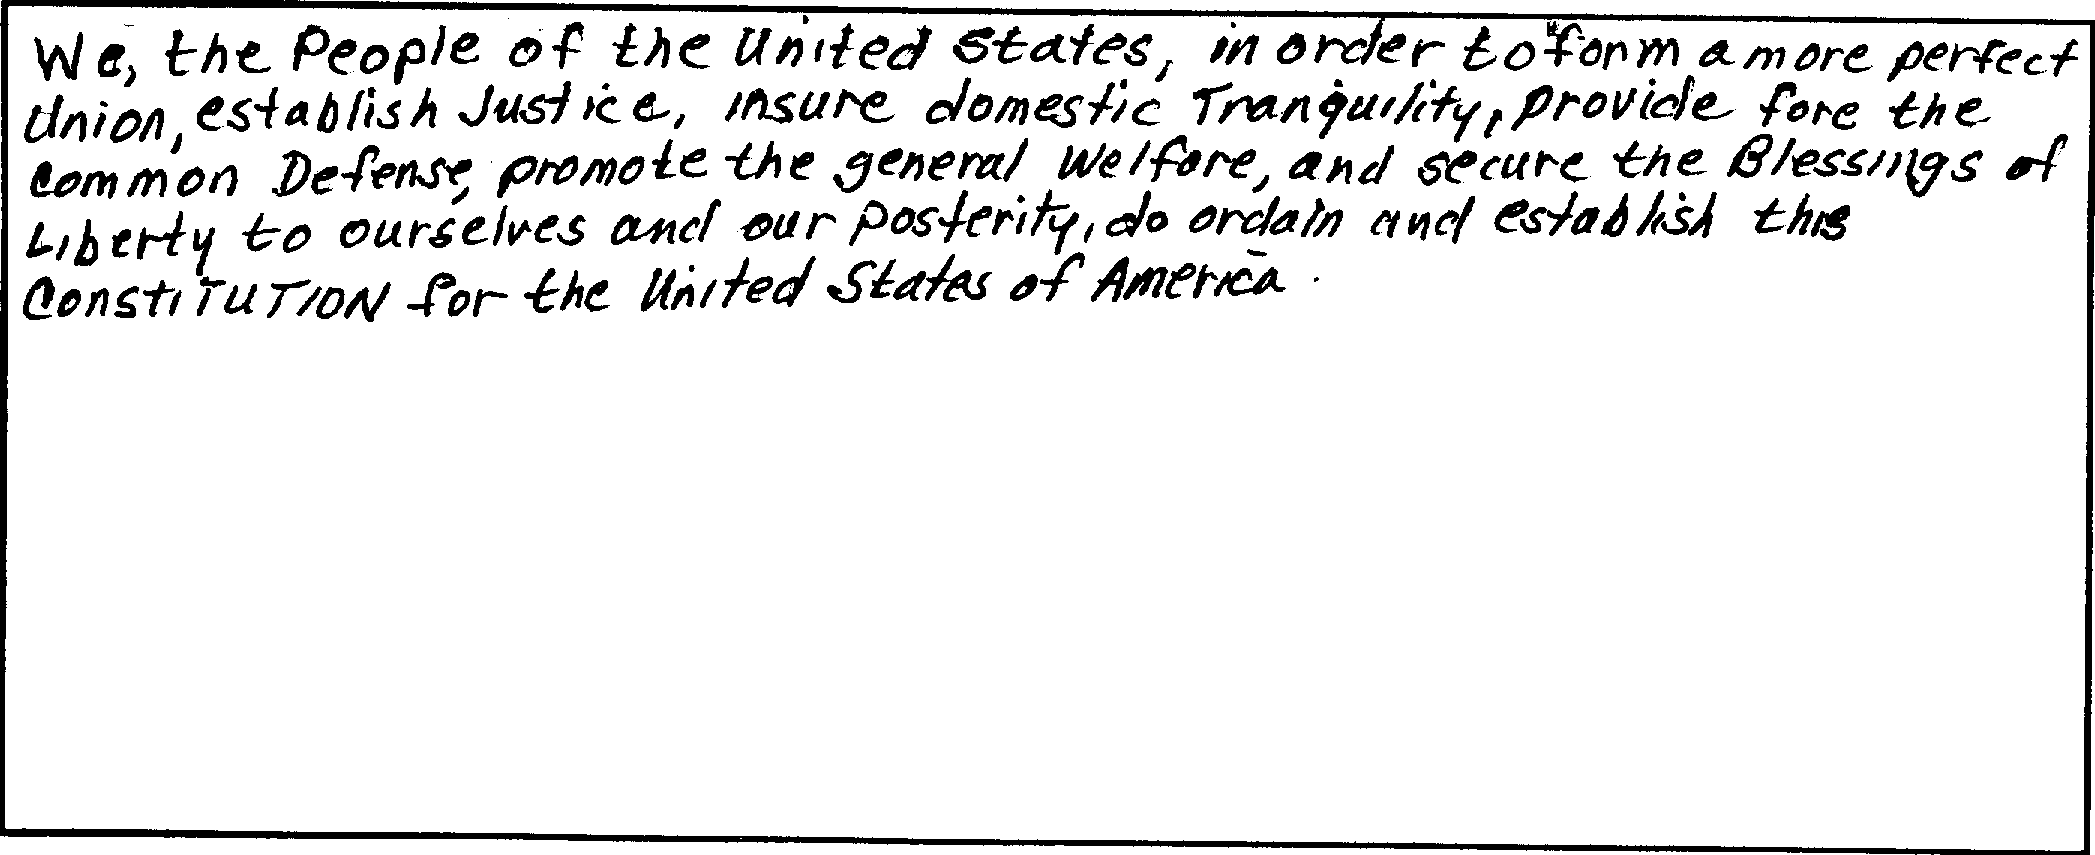 We, the People of the United States, in order to form a more perfect
Union, establish Justice, insure domestic Tranquility, provide fore the
common Defense, promote the general Welfare, and secure the Blessings of
Liberty to ourselves and our posterity, do ordain and establish this
ConstiTUTION for the United States of America.